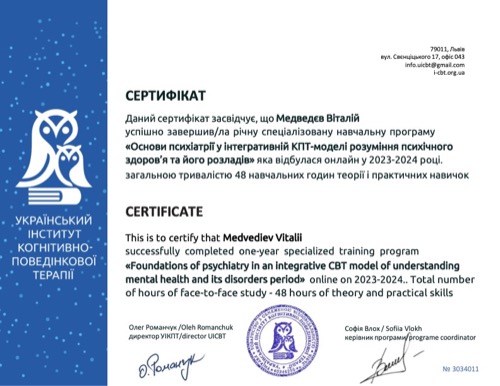 79011, Львів
вул. Свєнціцького 17, офіс 043
info.uicbt@gmail.com
i-cbt.org.ua
СЕРТИФІКАТ
Даний сертифікат засвідчує, що Медведєв Віталій
успішно завершив/ла річну спеціалізовану навчальну програму
«Основи психіатрії у інтегративній КПТ-моделі розуміння психічного
здоров’я та його розладів» яка відбулася онлайн у 2023-2024 році.
загальною тривалістю 48 навчальних годин теорії і практичних навичок
УКРАЇНСЬКИЙ
ІНСТИТУТ
КОГНІТИВНО-
ПОВЕДІНКОВОЇ
ТЕРАПІЇ
CERTIFICATE
This is to certify that Medvediev Vitalii
successfully completed one-year specialized training program
«Foundations of psychiatry in an integrative CBT model of understanding
mental health and its disorders period» online on 2023-2024.. Total number
of hours of face-to-face study - 48 hours of theory and practical skills
Олег Романчук /Oleh Romanchuk
директор УІКПТ/director UICBT
Софія Влох / Sofiia Vlokh
керівник програми/programe coordinator
О. Романчук
№ 3034011